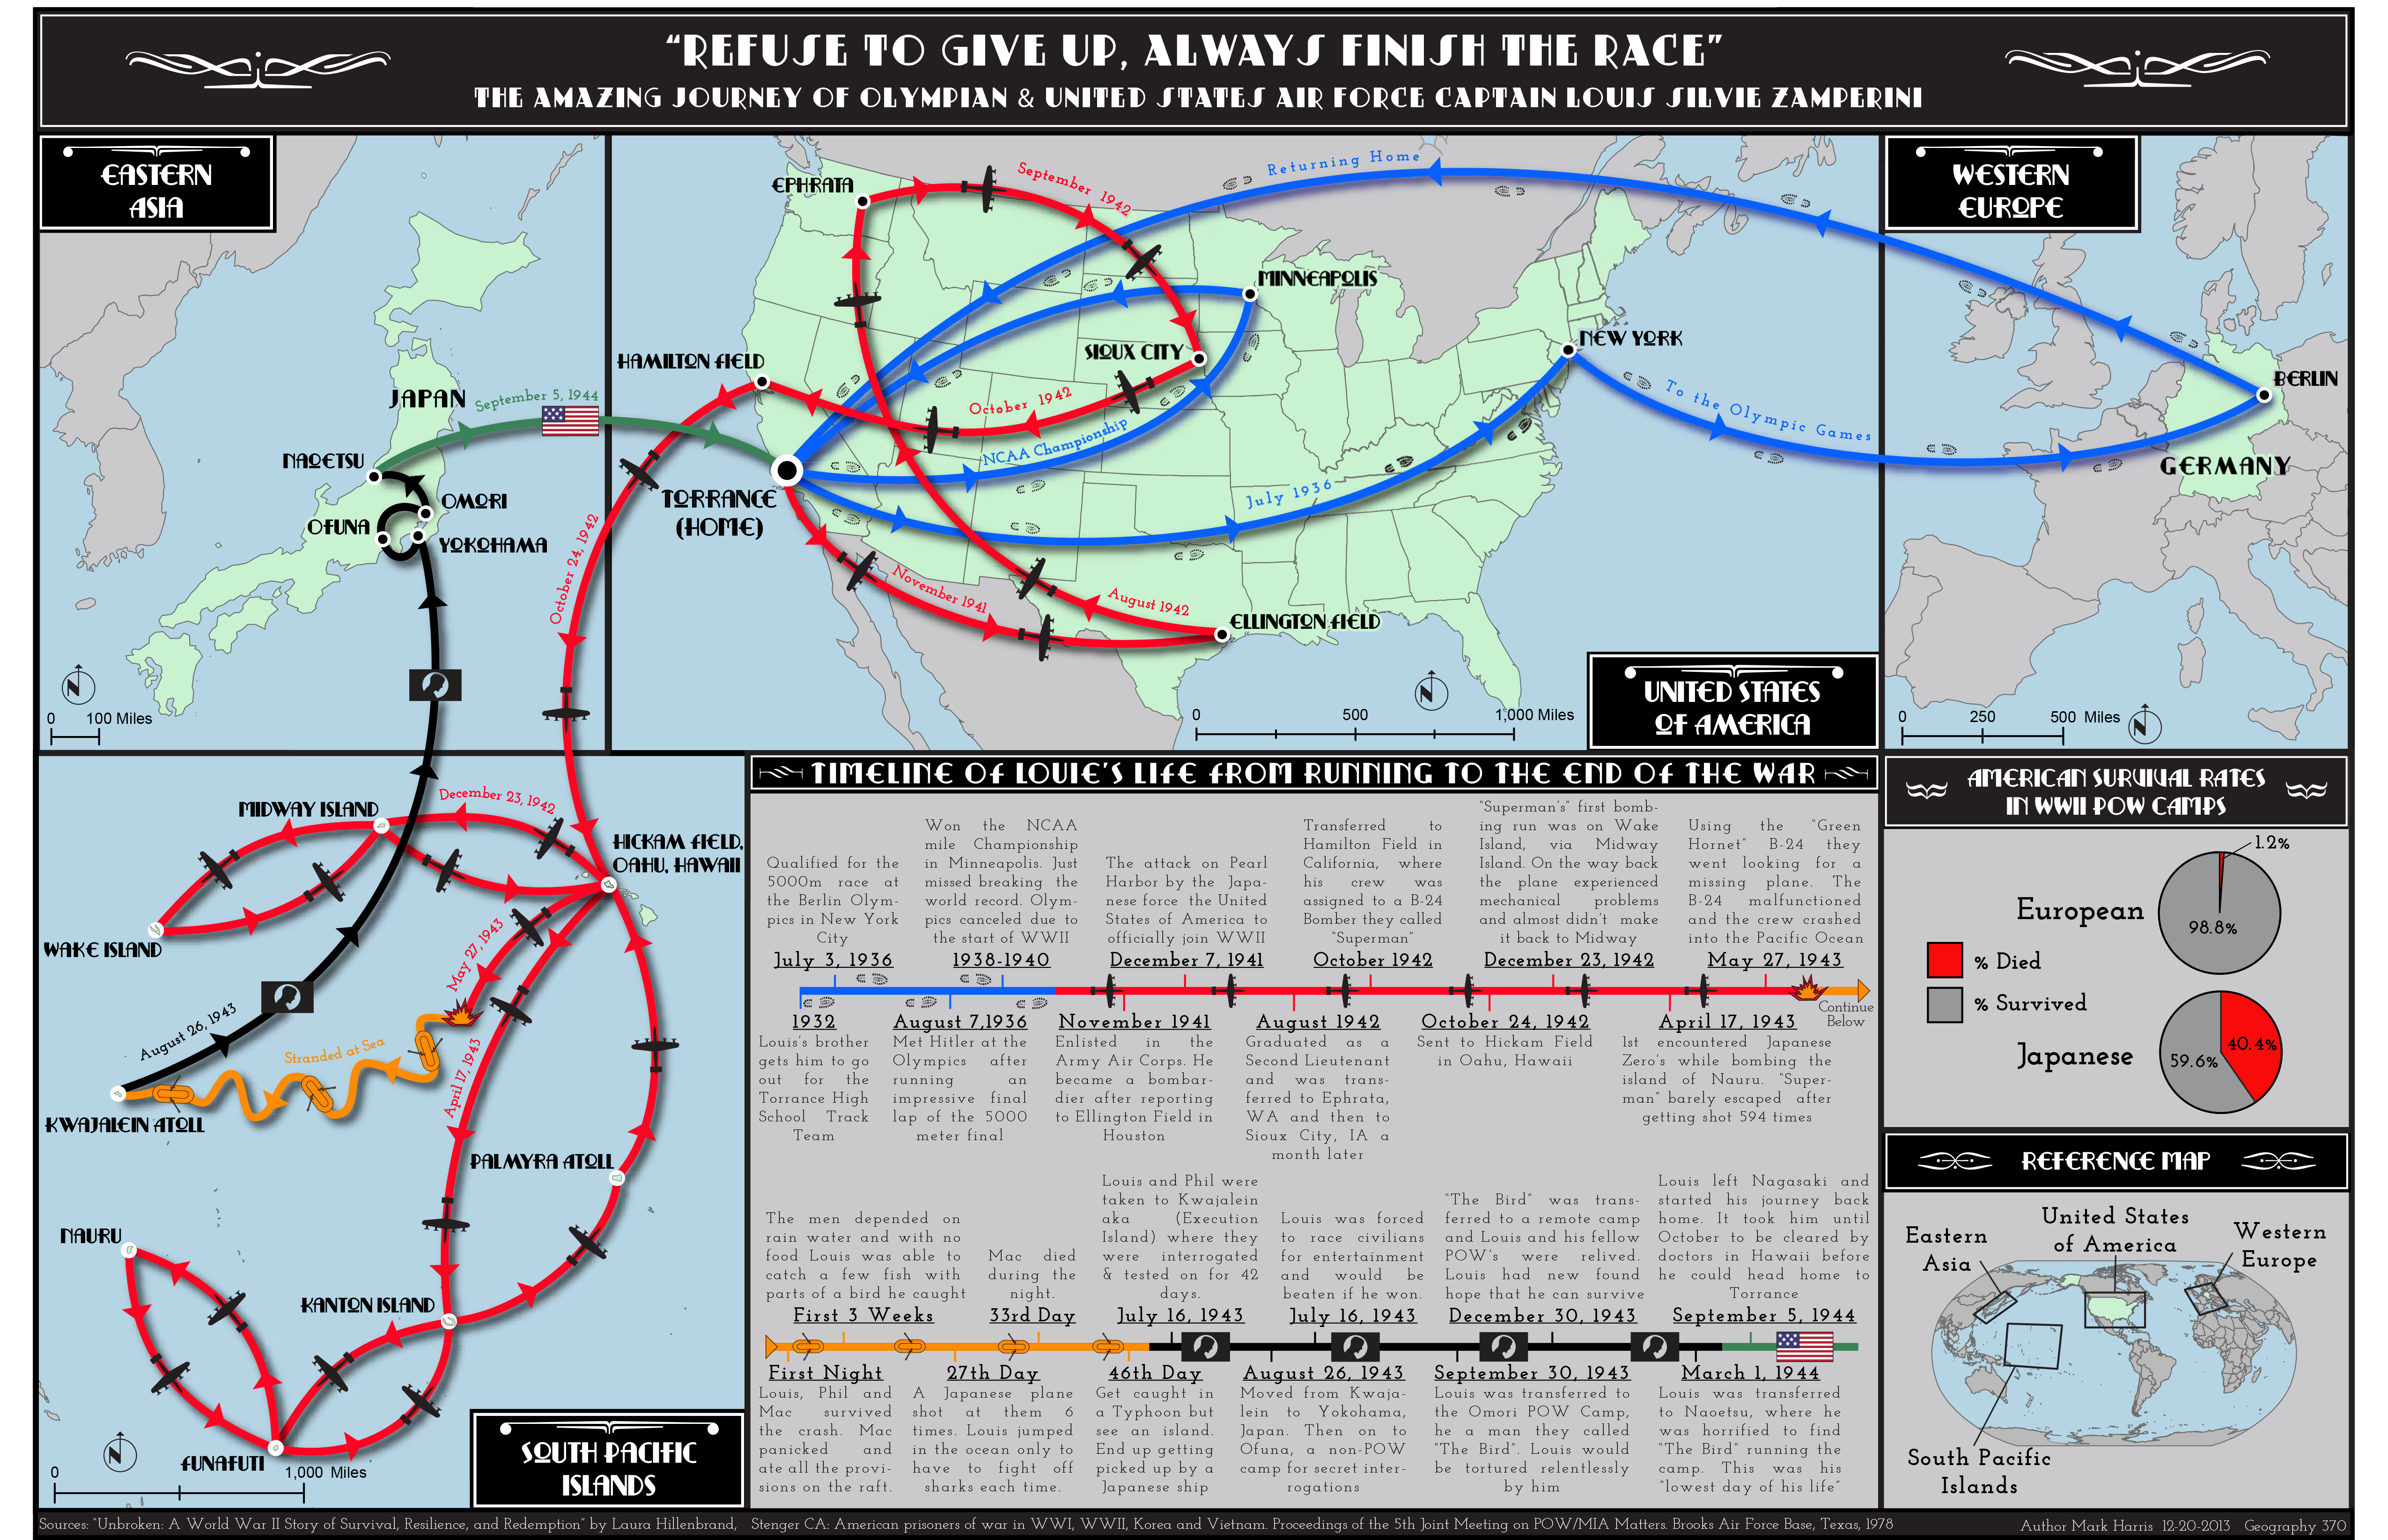 “REFUSE TO GIVE UP, ALWAYS FINISH THE RACE”
THE AMAZING JOURNEY OF OLYMPIAN & UNITED STATES AIR FORCE CAPTAIN LOUIS SILVIE ZAMPERINI
EASTERN
ASIA
JAPAN
September 5, 1944
NAOETSU
OMORI
OFUNA
YOKOHAMA
N
0 100 Miles
EPHRATA
September 1942
Returning Home
MINNEAPOLIS
SIOUX CITY
HAMILTON FIELD
October 1942
NCAA Championship
NEW YORK
To the Olympic Games
TORRANCE
(HOME)
July 1936
October 24, 1942
November 1941
August 1942
ELLINGTON FIELD
N
0 500 1,000 Miles
UNITED STATES
OF AMERICA
WESTERN
EUROPE
BERLIN
GERMANY
0 250 500 Miles
N
MIDWAY ISLAND
December 23, 1942
HICKAM FIELD,
OAHU, HAWAII
WAKE ISLAND
May 27, 1943
August 26, 1943
Stranded at Sea
KWAJALEIN ATOLL
April 17, 1943
PALMYRA ATOLL
NAURU
KANTON ISLAND
FUNAFUTI
N
0 1,000 Miles
SOUTH PACIFIC
ISLANDS
TIMELINE OF LOUIE'S LIFE FROM RUNNING TO THE END OF THE WAR
Qualified for the
5000m race at
the Berlin Olym-
pics in New York
City
July 3, 1936
Won the NCAA
mile Championship
in Minneapolis. Just
missed breaking the
world record. Olym-
pics canceled due to
the start of WWII
1938-1940
The attack on Pearl
Harbor by the Japa-
nese force the United
States of America to
officially join WWII
December 7, 1941
Transferred to
Hamilton Field in
California, where
his crew was
assigned to a B-24
Bomber they called
“Superman”
October 1942
“Superman's” first bomb-
ing run was on Wake
Island, via Midway
Island. On the way back
the plane experienced
mechanical problems
and almost didn't make
it back to Midway
December 23, 1942
Using the “Green
Hornet” B-24 they
went looking for a
missing plane. The
B-24 malfunctioned
and the crew crashed
into the Pacific Ocean
May 27, 1943
Continue
Below
1932
Louis's brother
gets him to go
out for the
Torrance High
School Track
Team
August 7,1936
Met Hitler at the
Olympics after
running an
impressive final
lap of the 5000
meter final
November 1941
Enlisted in the
Army Air Corps. He
became a bombar-
dier after reporting
to Ellington Field in
Houston
August 1942
Graduated as a
Second Lieutenant
and was trans-
ferred to Ephrata,
WA and then to
Sioux City, IA a
month later
October 24, 1942
Sent to Hickam Field
in Oahu, Hawaii
April 17, 1943
1st encountered Japanese
Zero's while bombing the
island of Nauru. “Super-
man” barely escaped after
getting shot 594 times
The men depended on
rain water and with no
food Louis was able to
catch a few fish with
parts of a bird he caught
First 3 Weeks
Mac died
during the
night.
33rd Day
Louis and Phil were
taken to Kwajalein
aka (Execution
Island) where they
were interrogated
& tested on for 42
days.
July 16, 1943
Louis was forced
to race civilians
for entertainment
and would be
beaten if he won.
July 16, 1943
“The Bird” was trans-
ferred to a remote camp
and Louis and his fellow
POW's were relived.
Louis had new found
hope that he can survive
December 30, 1943
Louis left Nagasaki and
started his journey back
home. It took him until
October to be cleared by
doctors in Hawaii before
he could head home to
Torrance
September 5, 1944
First Night
Louis, Phil and
Mac survived
the crash. Mac
panicked and
ate all the provi-
sions on the raft.
27th Day
A Japanese plane
shot at them 6
times. Louis jumped
in the ocean only to
have to fight off
sharks each time.
46th Day
Get caught in
a Typhoon but
see an island.
End up getting
picked up by a
Japanese ship
August 26, 1943
Moved from Kwaja-
lein to Yokohama,
Japan. Then on to
Ofuna, a non-POW
camp for secret inter-
rogations
September 30, 1943
Louis was transferred to
the Omori POW Camp,
he a man they called
“The Bird”. Louis would
be tortured relentlessly
by him
March 1, 1944
Louis was transferred
to Naoetsu, where he
was horrified to find
“The Bird” running the
camp. This was his
“lowest day of his life”
AMERICAN SURVIVAL RATES
IN WWII POW CAMPS
1.2%
European
98.8%
% Died
% Survived
40.4%
59.6%
Japanese
REFERENCE MAP
United States
of America
Eastern
Asia
Western
Europe
South Pacific
Islands
Sources: “Unbroken: A World War II Story of Survival, Resilience, and Redemption” by Laura Hillenbrand, Stenger CA: American prisoners of war in WWI, WWII, Korea and Vietnam. Proceedings of the 5th Joint Meeting on POW/MIA Matters. Brooks Air Force Base, Texas, 1978
Author Mark Harris 12-20-2013 Geography 370